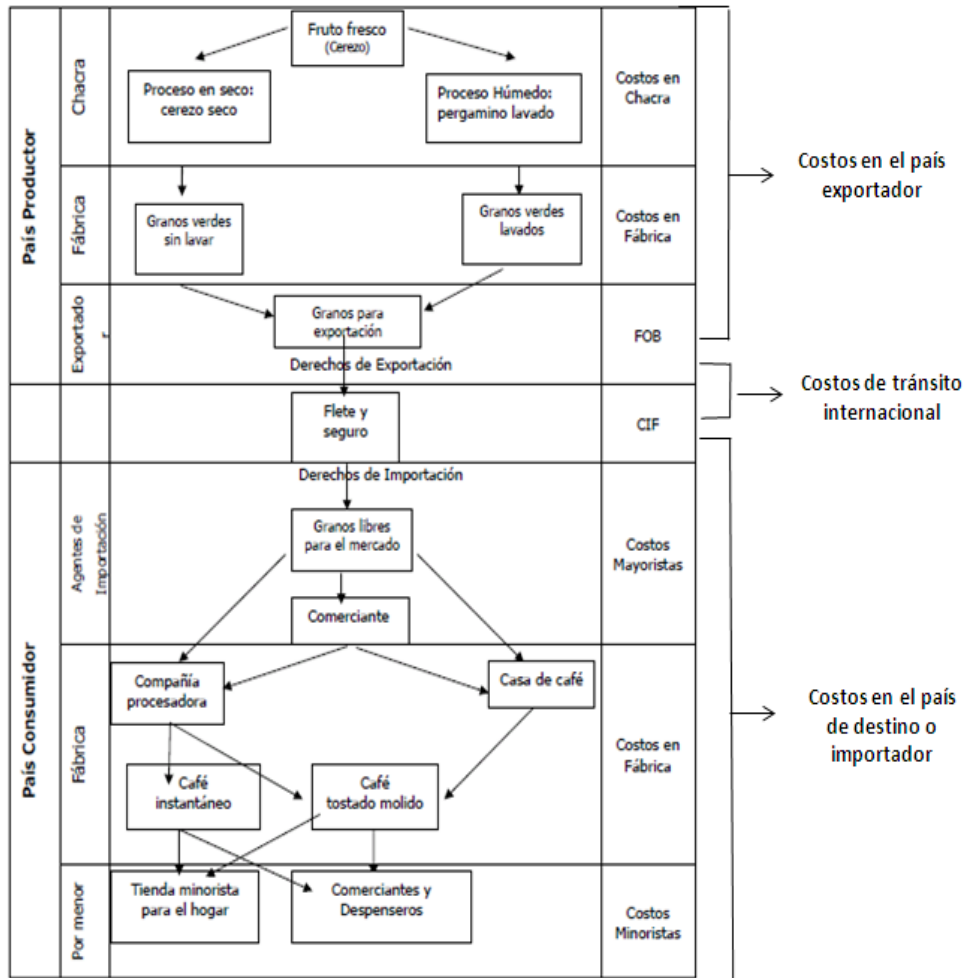 Fruto fresco
(Cerezo)
País Productor
Chacra
Proceso en seco:
cerezo seco
Proceso Húmedo:
pergamino lavado
Costos en
Chacra
Costos en el país
exportador
Fábrica
Granos verdes
sin lavar
Granos verdes
lavados
Costos en
Fábrica
Exportado
r
Granos para
exportación
FOB
Derechos de Exportación
Costos de tránsito
internacional
Flete y
seguro
CIF
País Consumidor
Derechos de Importación
Agentes de
Importación
Granos libres
para el mercado
Costos
Mayoristas
Comerciante
Fábrica
Compañía
procesadora
Casa de café
Costos en el país
de destino o
importador
Costos en
Fábrica
Café
instantáneo
Café
tostado molido
Por menor
Tienda minorista
para el hogar
Comerciantes y
Despenseros
Costos
Minoristas